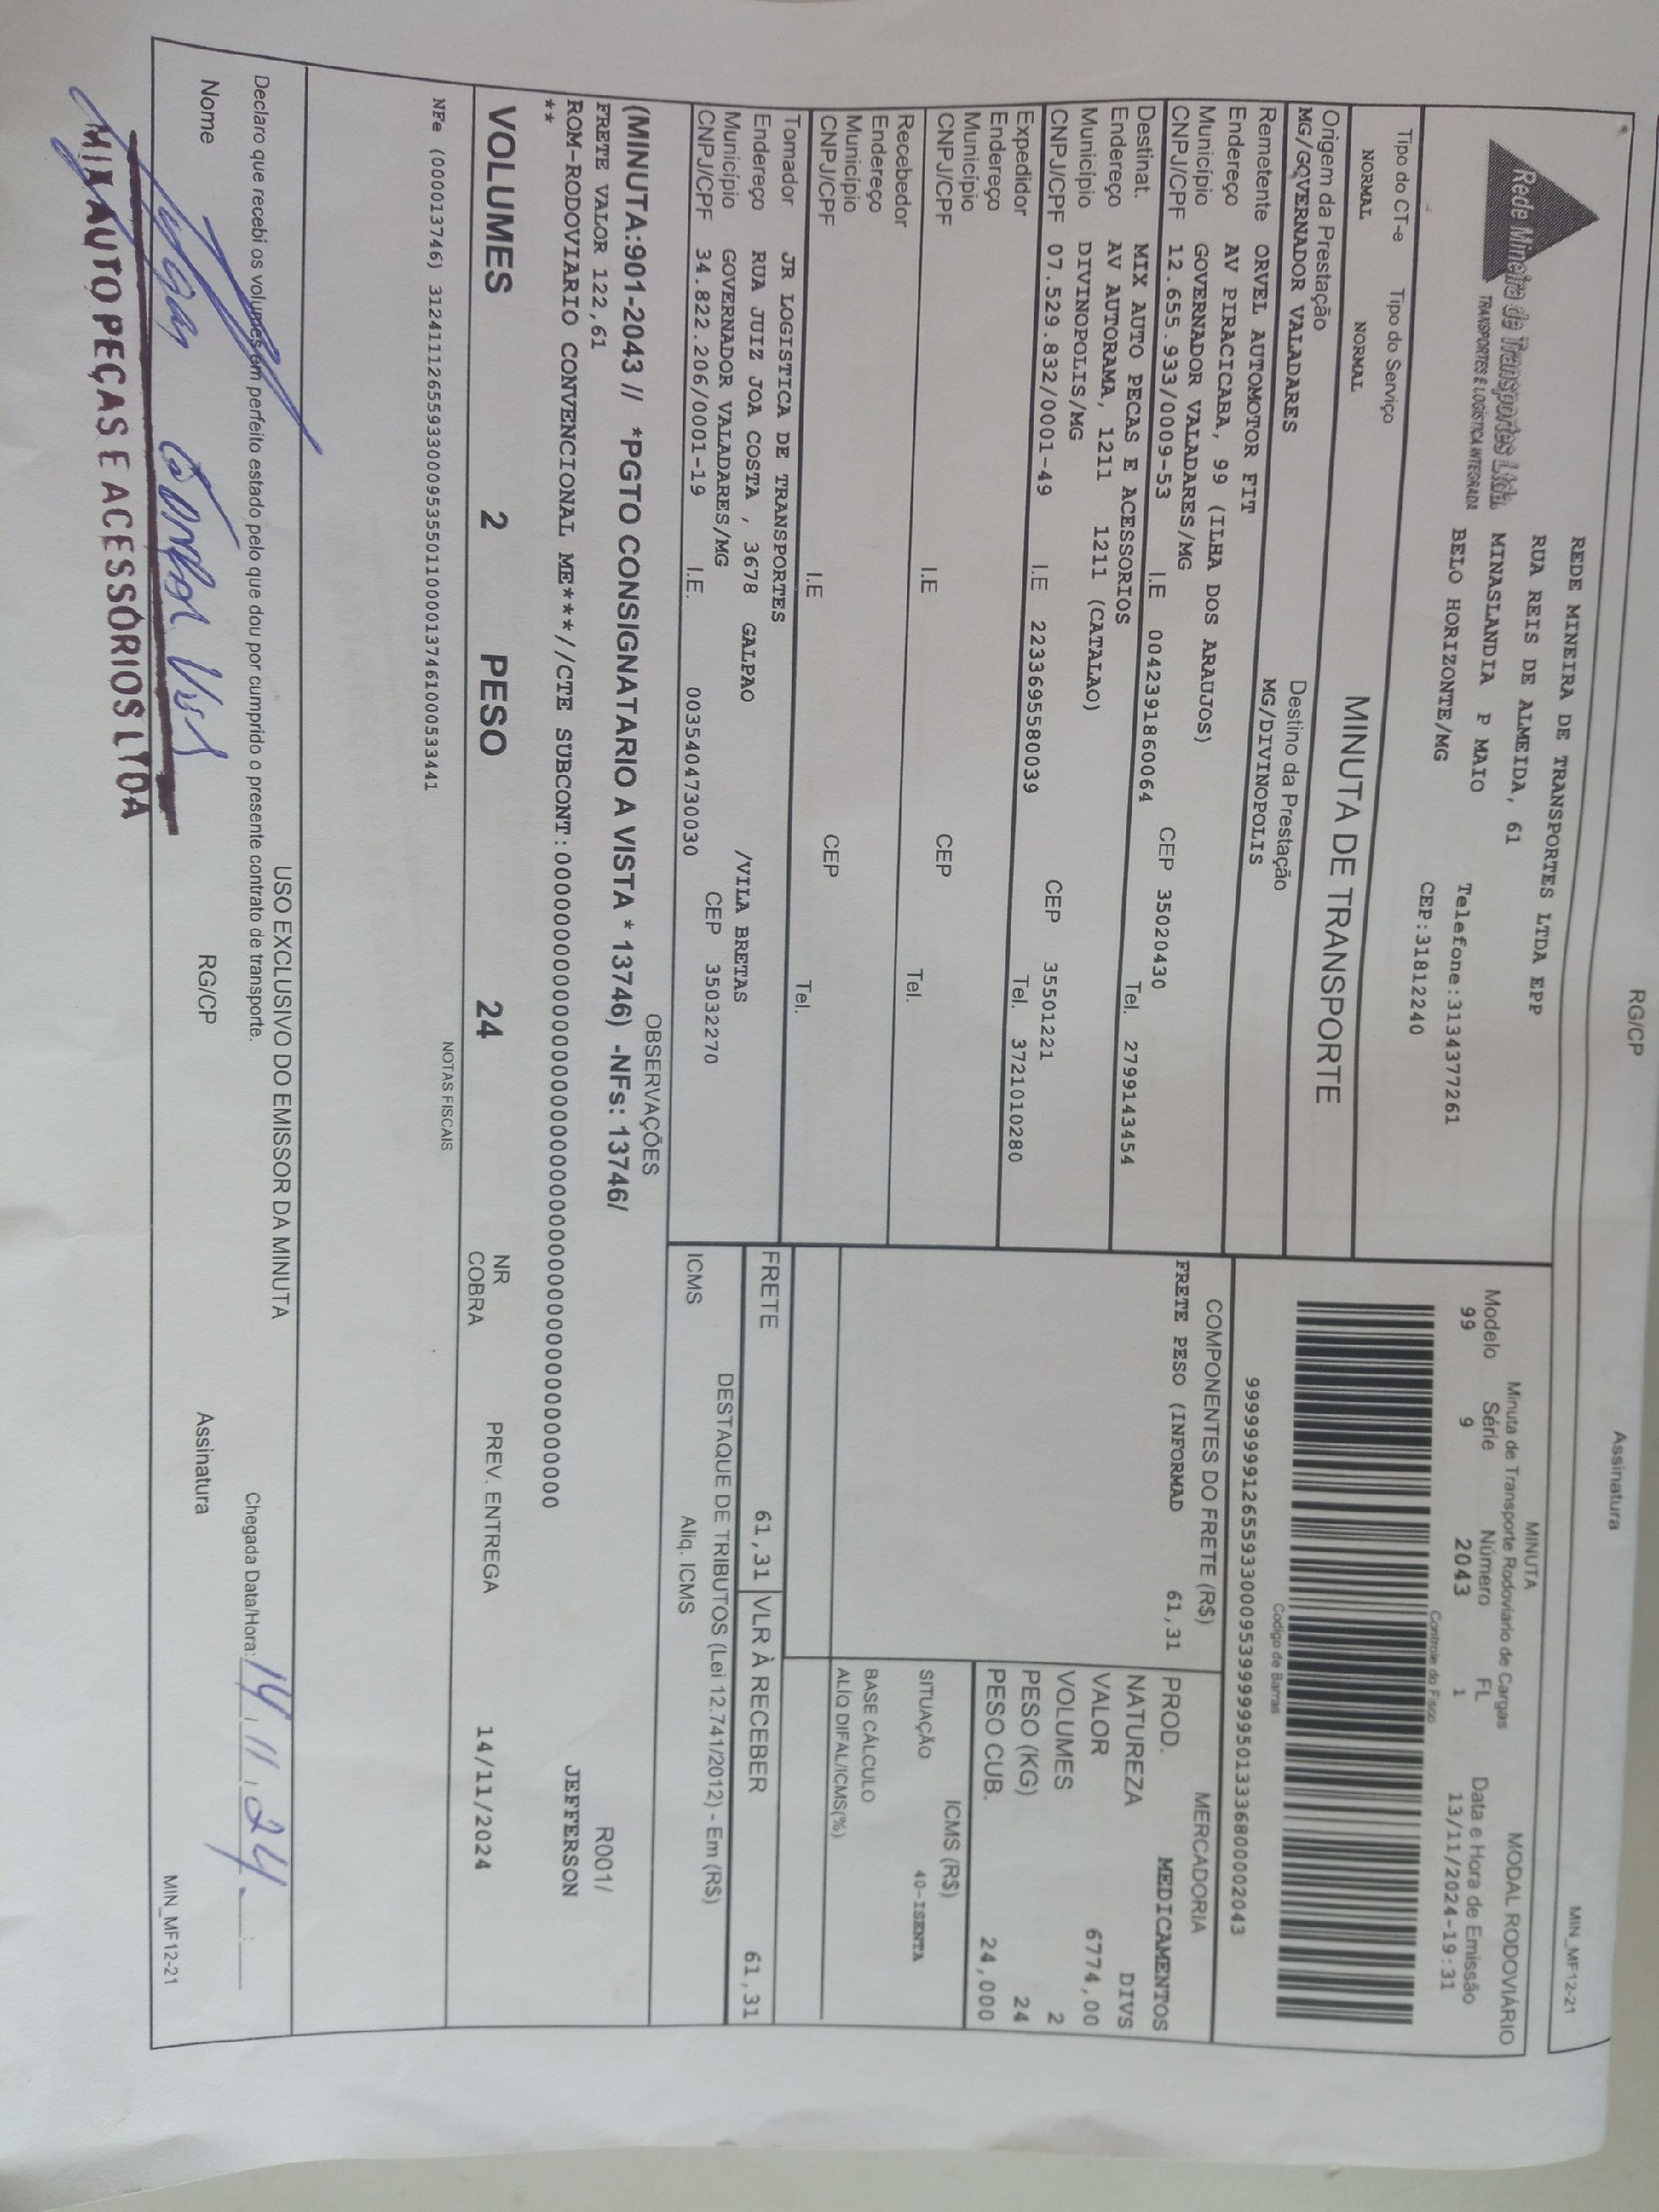 RG/CP Assinatura
MIN_MF12-21
Rede Mineira de Transportes Ltda.
TRANSPORTES E LOGÍSTICA INTEGRADA
REDE MINEIRA DE TRANSPORTES LTDA EPP
RUA REIS DE ALMEIDA, 61
MINASLANDIA P MAIO Telefone:3134377261
BELO HORIZONTE/MG CEP:31812240
MINUTA MODAL RODOVIÁRIO
Minuta de Transporte Rodoviario de Cargas
Modelo Série Número FL Data e Hora de Emissão
99 9 2043 1 13/11/2024-19:31
Controle do Fisco
Tipo do CT-e Tipo do Serviço
NORMAL NORMAL
MINUTA DE TRANSPORTE
Codigo de Barras
99999999126559330009539999999501333680000 2043
Origem da Prestação Destino da Prestação
MG/GOVERNADOR VALADARES MG/DIVINOPOLIS
Remetente ORVEL AUTOMOTOR FIT
Endereço AV PIRACICABA, 99 (ILHA DOS ARAUJOS)
Município GOVERNADOR VALADARES/MG CEP 35020430
CNPJ/CPF 12.655.933/0009-53 I.E 0042391860064 Tel. 2799143454
Destinat. MIX AUTO PECAS E ACESSORIOS
Endereço AV AUTORAMA, 1211 1211 (CATALAO)
Município DIVINOPOLIS/MG CEP 35501221
CNPJ/CPF 07.529.832/0001-49 I.E 2233695580039 Tel. 3721010280
Expedidor
Endereço
Município CEP
CNPJ/CPF I.E Tel.
Recebedor
Endereço
Município CEP
CNPJ/CPF I.E Tel.
Tomador JR LOGISTICA DE TRANSPORTES
Endereço RUA JUIZ JOA COSTA , 3678 GALPAO /VILA BRETAS
Município GOVERNADOR VALADARES/MG CEP 35032270
CNPJ/CPF 34.822.206/0001-19 I.E. 0035404730030
COMPONENTES DO FRETE (R$)
FRETE PESO (INFORMAD 61,31
MERCADORIA
PROD. MEDICAMENTOS
NATUREZA DIVS
VALOR 6774,00
VOLUMES 2
PESO (KG) 24
PESO CUB. 24,000
ICMS (R$)
SITUAÇÃO 40-ISENTA
BASE CÁLCULO
ALÍQ DIFAL/ICMS(%)
FRETE 61,31 VLR À RECEBER 61,31
DESTAQUE DE TRIBUTOS (Lei 12.741/2012) - Em (R$)
ICMS Aliq. ICMS
OBSERVAÇÕES
(MINUTA:901-2043 // *PGTO CONSIGNATARIO A VISTA * 13746) -NFs: 13746/
FRETE VALOR 122,61 R001/
ROM-RODOVIARIO CONVENCIONAL ME****//CTE SUBCONT:00000000000000000000000000000000000000000000 JEFFERSON
**
VOLUMES 2 PESO 24 NR COBRA PREV. ENTREGA 14/11/2024
NOTAS FISCAIS
NFe (000013746) 31241112655933000953550110000137461000533441
USO EXCLUSIVO DO EMISSOR DA MINUTA
Declaro que recebi os volumes em perfeito estado pelo que dou por cumprido o presente contrato de transporte. Chegada Data/Hora: 14.11.24
Nome RG/CP Assinatura
MIN_MF12-21
MIX AUTO PEÇAS E ACESSÓRIOS LTDA